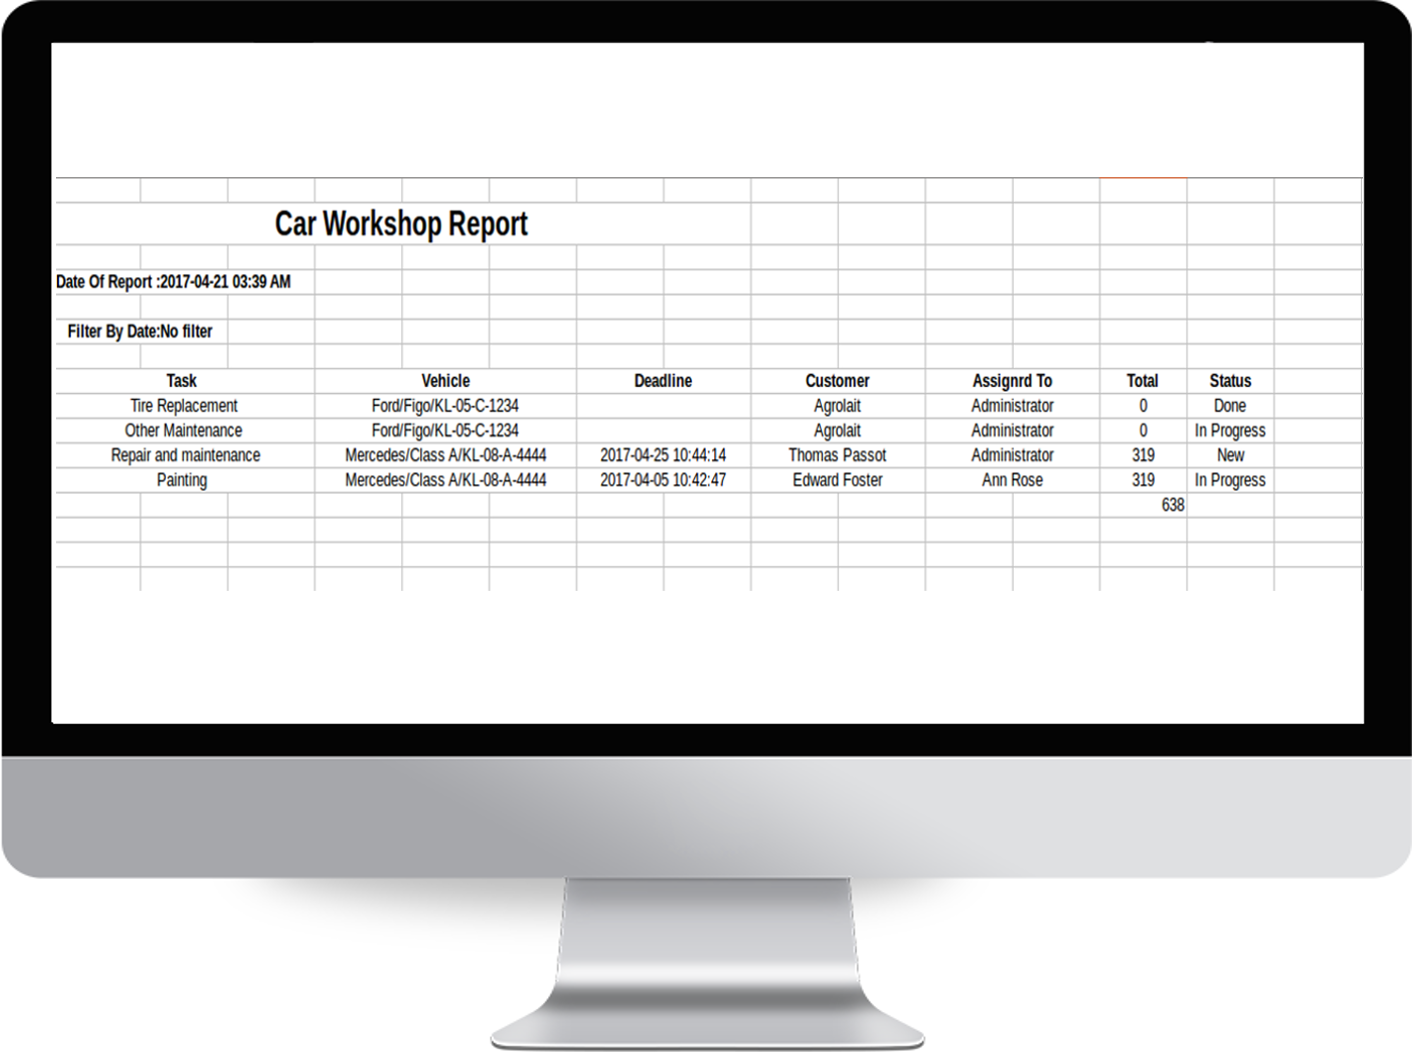 Car Workshop Report
Date Of Report :2017-04-21 03:39 AM
Filter By Date:No filter
Task Vehicle Deadline Customer Assignrd To Total Status
Tire Replacement Ford/Figo/KL-05-C-1234 Agrolait Administrator 0 Done
Other Maintenance Ford/Figo/KL-05-C-1234 Agrolait Administrator 0 In Progress
Repair and maintenance Mercedes/Class A/KL-08-A-4444 2017-04-25 10:44:14 Thomas Passot Administrator 319 New
Painting Mercedes/Class A/KL-08-A-4444 2017-04-05 10:42:47 Edward Foster Ann Rose 319 In Progress
638